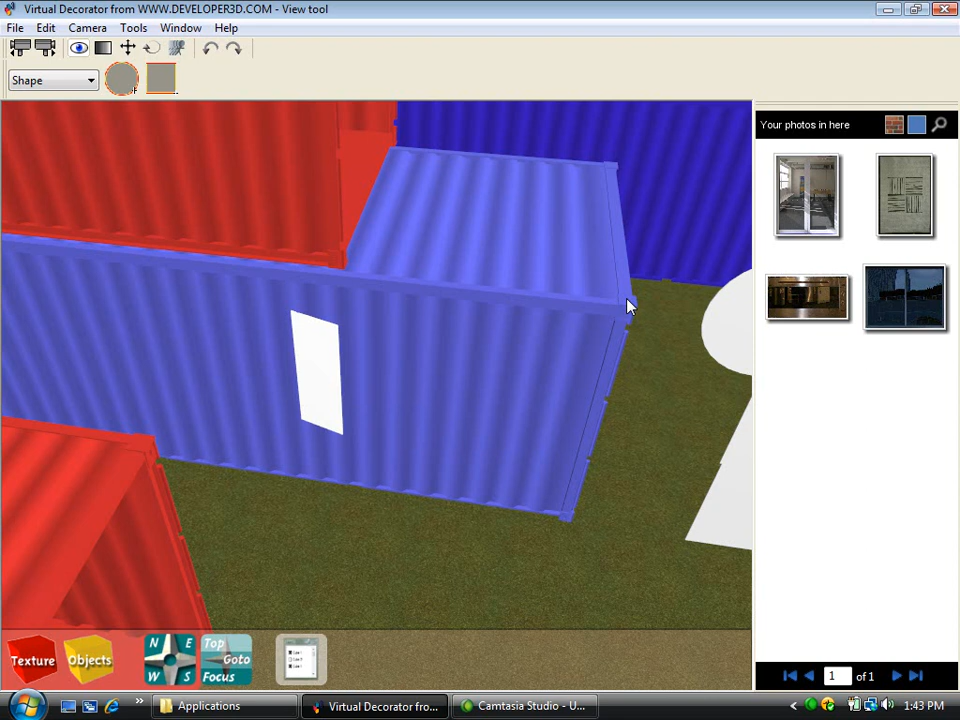 Virtual Decorator from WWW.DEVELOPER3D.COM - View tool
File Edit Camera Tools Window Help
Shape
Your photos in here
Texture
Objects
N E
W S
Top
Goto
Focus
1 of 1
Applications
Virtual Decorator fro...
Camtasia Studio - U...
1:43 PM